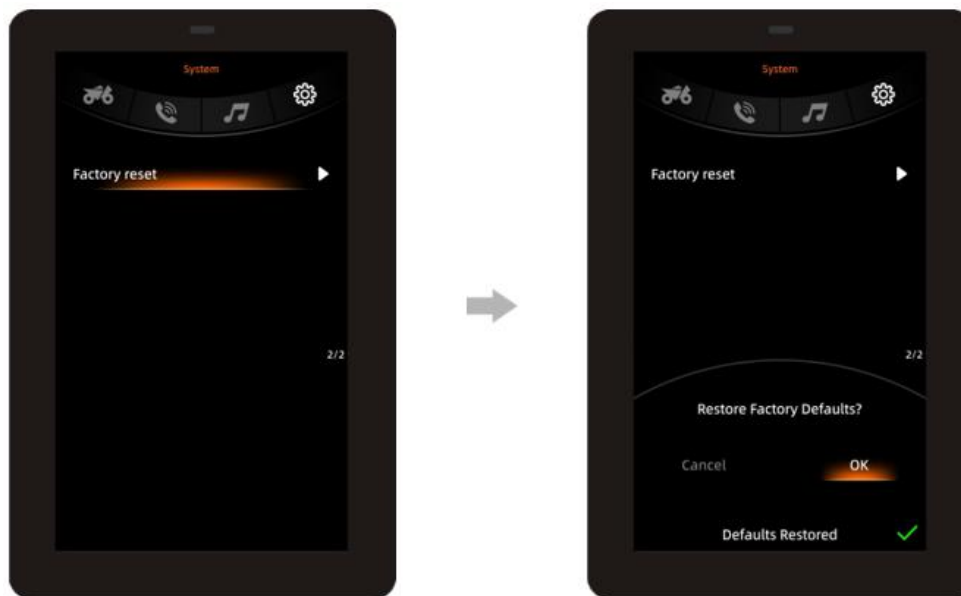 System
Factory reset
2/2
System
Factory reset
2/2
Restore Factory Defaults?
Cancel OK
Defaults Restored